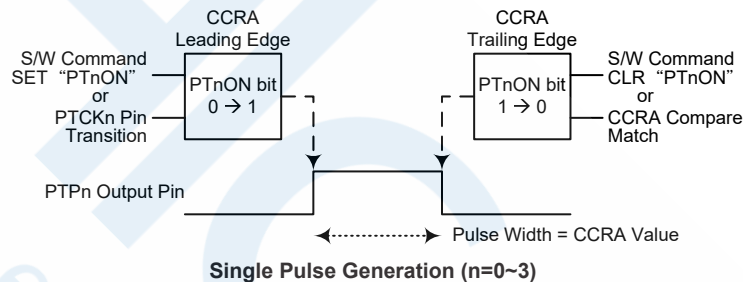 CCRA
Leading Edge
S/W Command
SET “PTnON”
or
PTCKn Pin
Transition
PTnON bit
0 → 1
CCRA
Trailing Edge
PTnON bit
1 → 0
S/W Command
CLR “PTnON”
or
CCRA Compare
Match
PTPn Output Pin
Pulse Width = CCRA Value
Single Pulse Generation (n=0~3)